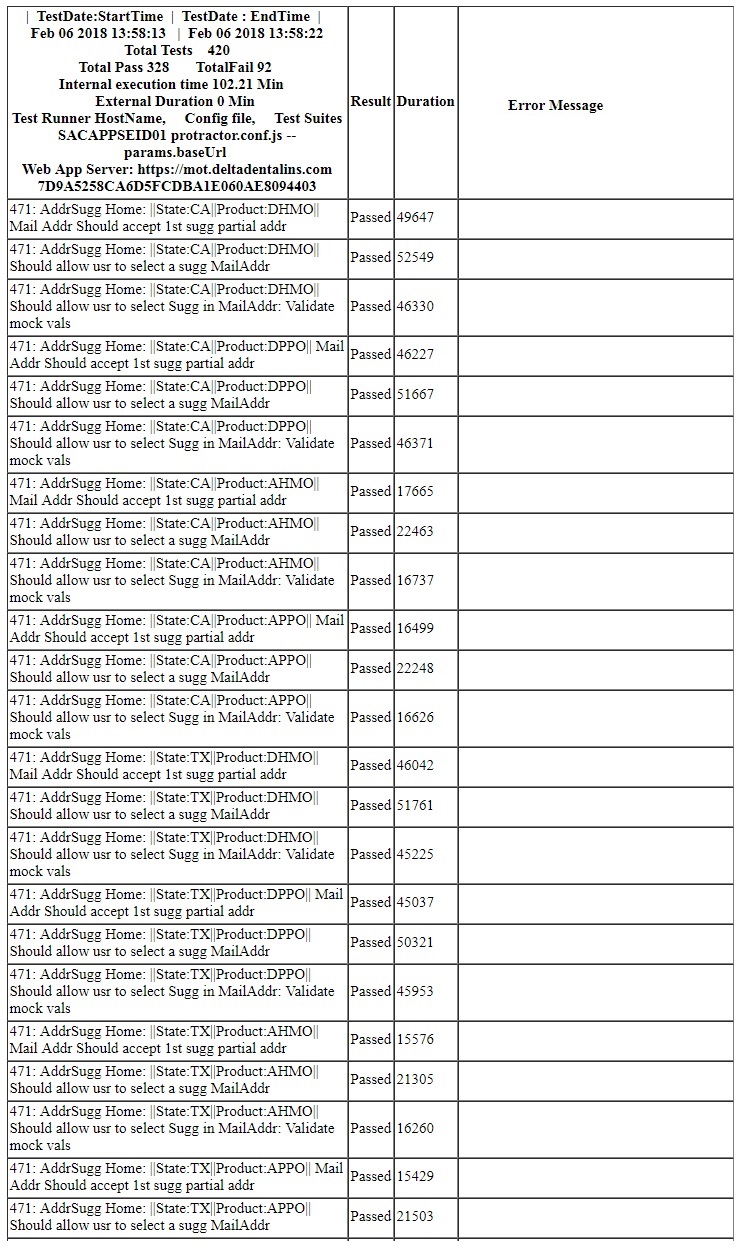 | TestDate:StartTime | TestDate : EndTime |
Feb 06 2018 13:58:13 | Feb 06 2018 13:58:22
Total Tests 420
Total Pass 328 TotalFail 92
Internal execution time 102.21 Min
External Duration 0 Min
Test Runner HostName, Config file, Test Suites
SACAPPSEID01 protractor.conf.js --
params.baseUrl
Web App Server: https://mot.deltadentalins.com
7D9A5258CA6D5FCDBA1E060AE8094403
Result Duration Error Message
471: AddrSugg Home: ||State:CA||Product:DHMO||
Mail Addr Should accept 1st sugg partial addr
Passed 49647
471: AddrSugg Home: ||State:CA||Product:DHMO||
Should allow usr to select a sugg MailAddr
Passed 52549
471: AddrSugg Home: ||State:CA||Product:DHMO||
Should allow usr to select Sugg in MailAddr: Validate
mock vals
Passed 46330
471: AddrSugg Home: ||State:CA||Product:DPPO|| Mail
Addr Should accept 1st sugg partial addr
Passed 46227
471: AddrSugg Home: ||State:CA||Product:DPPO||
Should allow usr to select a sugg MailAddr
Passed 51667
471: AddrSugg Home: ||State:CA||Product:DPPO||
Should allow usr to select Sugg in MailAddr: Validate
mock vals
Passed 46371
471: AddrSugg Home: ||State:CA||Product:AHMO||
Mail Addr Should accept 1st sugg partial addr
Passed 17665
471: AddrSugg Home: ||State:CA||Product:AHMO||
Should allow usr to select a sugg MailAddr
Passed 22463
471: AddrSugg Home: ||State:CA||Product:AHMO||
Should allow usr to select Sugg in MailAddr: Validate
mock vals
Passed 16737
471: AddrSugg Home: ||State:CA||Product:APPO|| Mail
Addr Should accept 1st sugg partial addr
Passed 16499
471: AddrSugg Home: ||State:CA||Product:APPO||
Should allow usr to select a sugg MailAddr
Passed 22248
471: AddrSugg Home: ||State:CA||Product:APPO||
Should allow usr to select Sugg in MailAddr: Validate
mock vals
Passed 16626
471: AddrSugg Home: ||State:TX||Product:DHMO||
Mail Addr Should accept 1st sugg partial addr
Passed 46042
471: AddrSugg Home: ||State:TX||Product:DHMO||
Should allow usr to select a sugg MailAddr
Passed 51761
471: AddrSugg Home: ||State:TX||Product:DHMO||
Should allow usr to select Sugg in MailAddr: Validate
mock vals
Passed 45225
471: AddrSugg Home: ||State:TX||Product:DPPO|| Mail
Addr Should accept 1st sugg partial addr
Passed 45037
471: AddrSugg Home: ||State:TX||Product:DPPO||
Should allow usr to select a sugg MailAddr
Passed 50321
471: AddrSugg Home: ||State:TX||Product:DPPO||
Should allow usr to select Sugg in MailAddr: Validate
mock vals
Passed 45953
471: AddrSugg Home: ||State:TX||Product:AHMO||
Mail Addr Should accept 1st sugg partial addr
Passed 15576
471: AddrSugg Home: ||State:TX||Product:AHMO||
Should allow usr to select a sugg MailAddr
Passed 21305
471: AddrSugg Home: ||State:TX||Product:AHMO||
Should allow usr to select Sugg in MailAddr: Validate
mock vals
Passed 16260
471: AddrSugg Home: ||State:TX||Product:APPO|| Mail
Addr Should accept 1st sugg partial addr
Passed 15429
471: AddrSugg Home: ||State:TX||Product:APPO||
Should allow usr to select a sugg MailAddr
Passed 21503